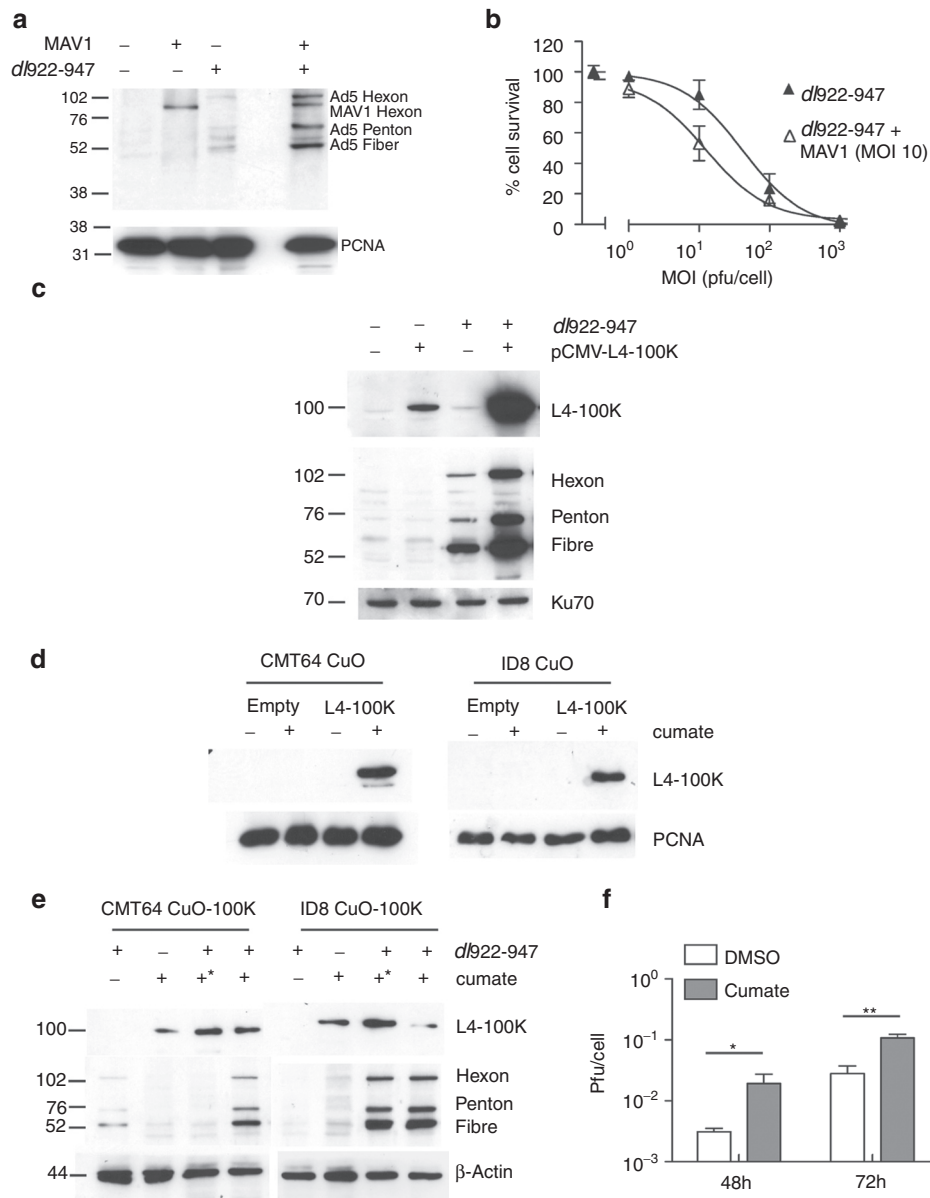 a
MAV1 – + – +
dl922-947 – – + +
102
76
52
38
38
31
Ad5 Hexon
MAV1 Hexon
Ad5 Penton
Ad5 Fiber
PCNA
b
120
100
80
60
40
20
0
% cell survival
10⁰ 10¹ 10² 10³
MOI (pfu/cell)
dl922-947
dl922-947 +
MAV1 (MOI 10)
c
– – + + dl922-947
– + – + pCMV-L4-100K
100
L4-100K
102
76
52
Hexon
Penton
Fibre
70
Ku70
d
CMT64 CuO
ID8 CuO
Empty L4-100K
Empty L4-100K
– + – +
– + – + cumate
L4-100K
PCNA
e
CMT64 CuO-100K
ID8 CuO-100K
+ – + + + – + + dl922-947
– + +* + – + +* + cumate
100
L4-100K
102
76
52
Hexon
Penton
Fibre
44
β-Actin
f
DMSO
Cumate
10⁰
10⁻¹
10⁻²
10⁻³
Pfu/cell
*
**
48h 72h